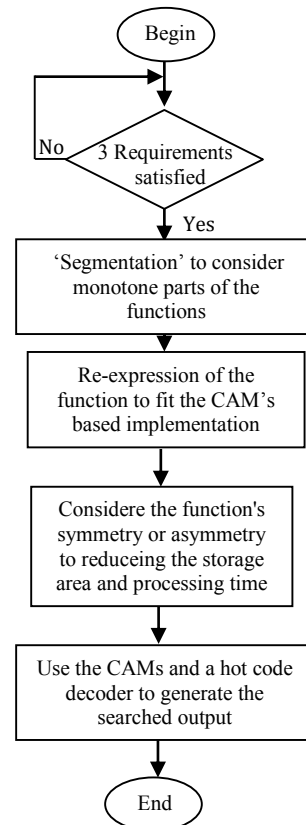 Begin
3 Requirements
satisfied
No
Yes
‘Segmentation’ to consider
monotone parts of the
functions
Re-expression of the
function to fit the CAM’s
based implementation
Considere the function's
symmetry or asymmetry
to reduceing the storage
area and processing time
Use the CAMs and a hot code
decoder to generate the
searched output
End